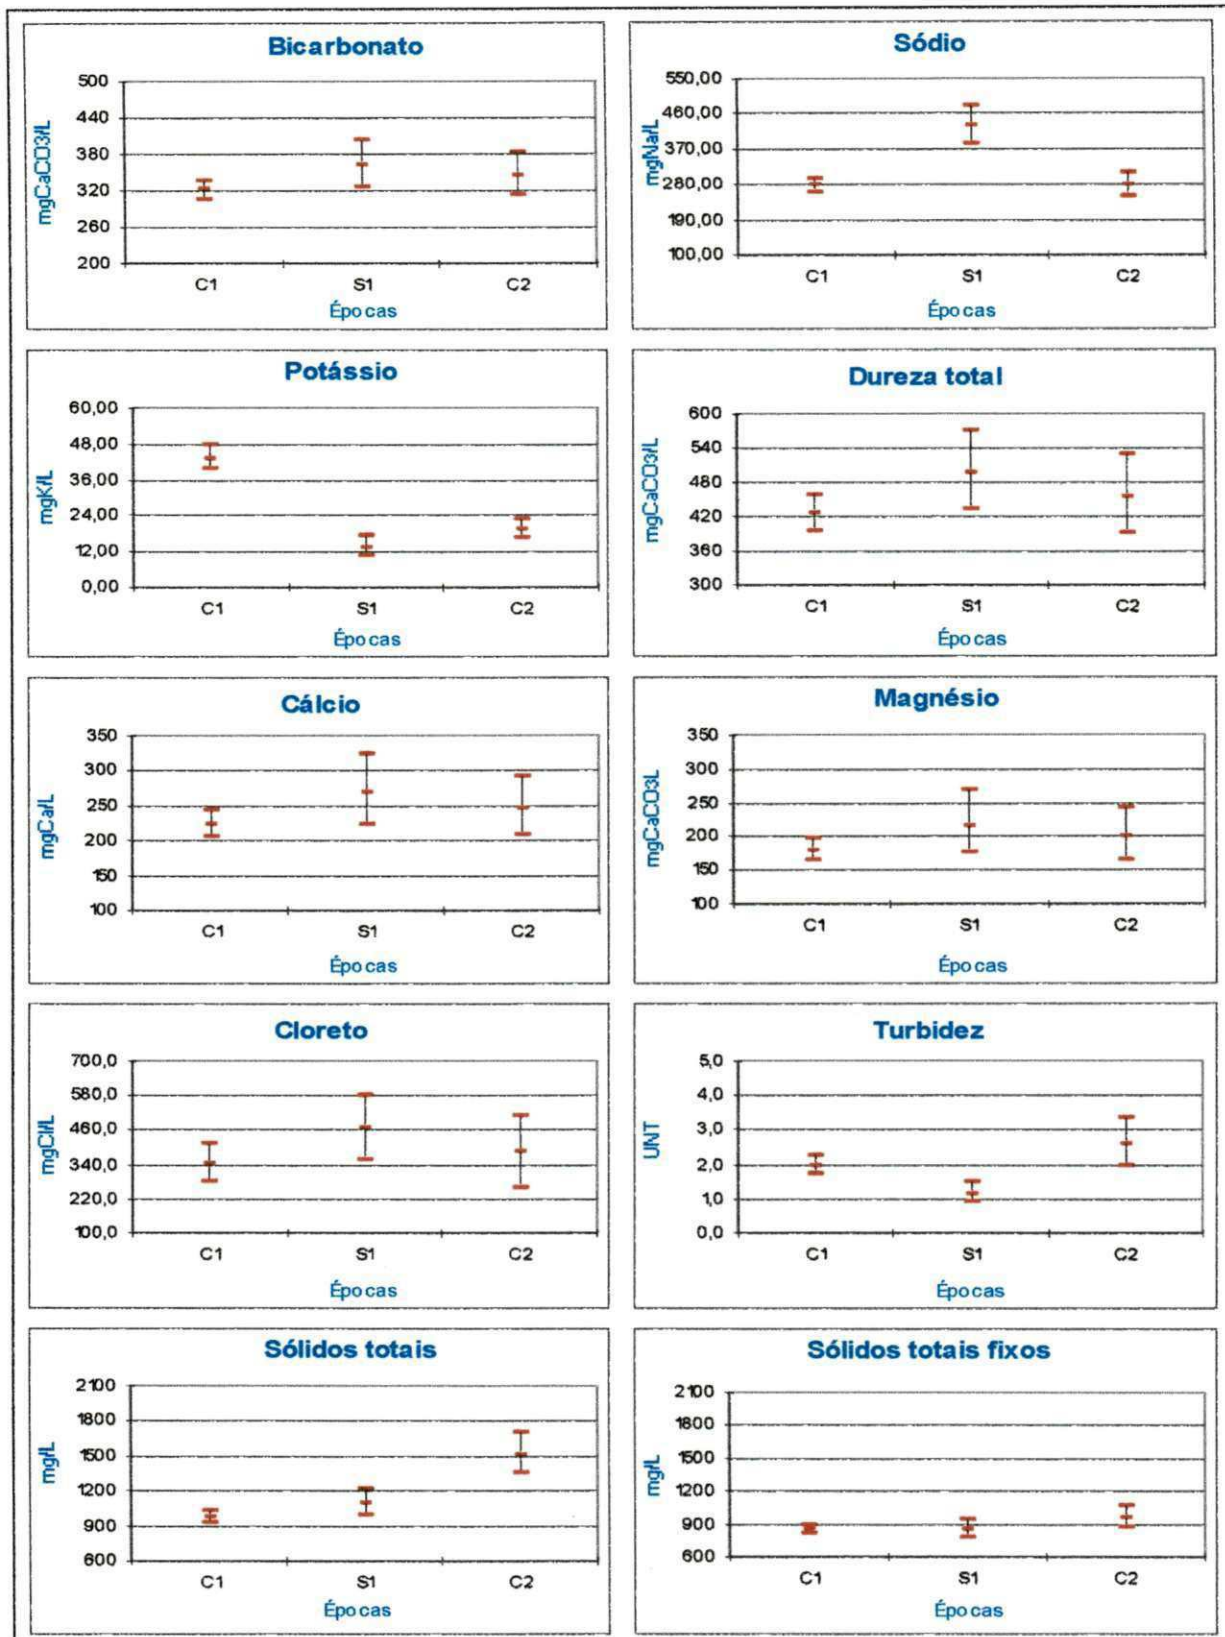 Bicarbonato
mgCaCO3/L
500
440
380
320
260
200
C1 S1 C2
Épocas
Sódio
mgNa/L
550,00
460,00
370,00
280,00
190,00
100,00
C1 S1 C2
Épocas
Potássio
mgK/L
60,00
48,00
36,00
24,00
12,00
0,00
C1 S1 C2
Épocas
Dureza total
mgCaCO3/L
600
540
480
420
360
300
C1 S1 C2
Épocas
Cálcio
mgCa/L
350
300
250
200
150
100
C1 S1 C2
Épocas
Magnésio
mgCaCO3L
350
300
250
200
150
100
C1 S1 C2
Épocas
Cloreto
mgCl/L
700,0
580,0
460,0
340,0
220,0
100,0
C1 S1 C2
Épocas
Turbidez
UNT
5,0
4,0
3,0
2,0
1,0
0,0
C1 S1 C2
Épocas
Sólidos totais
mg/L
2100
1800
1500
1200
900
600
C1 S1 C2
Épocas
Sólidos totais fixos
mg/L
2100
1800
1500
1200
900
600
C1 S1 C2
Épocas